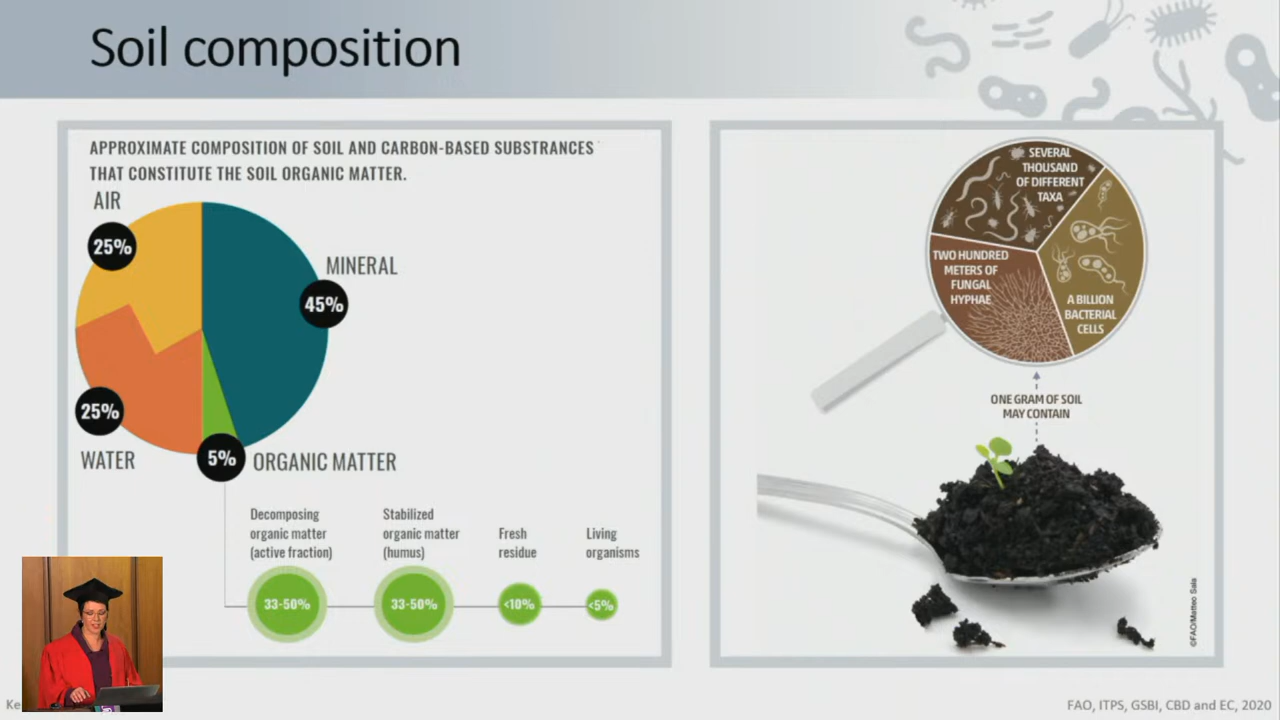 Soil composition
APPROXIMATE COMPOSITION OF SOIL AND CARBON-BASED SUBSTRANCES
THAT CONSTITUTE THE SOIL ORGANIC MATTER.
AIR
25%
MINERAL
45%
25%
WATER
5%
ORGANIC MATTER
Decomposing
organic matter
(active fraction)
Stabilized
organic matter
(humus)
Fresh
residue
Living
organisms
33-50%
33-50%
<10%
<5%
SEVERAL
THOUSAND
OF DIFFERENT
TAXA
TWO HUNDRED
METERS OF
FUNGAL
HYPHAE
A BILLION
BACTERIAL
CELLS
ONE GRAM OF SOIL
MAY CONTAIN
©FAO/Matteo Sala
FAO, ITPS, GSBI, CBD and EC, 2020